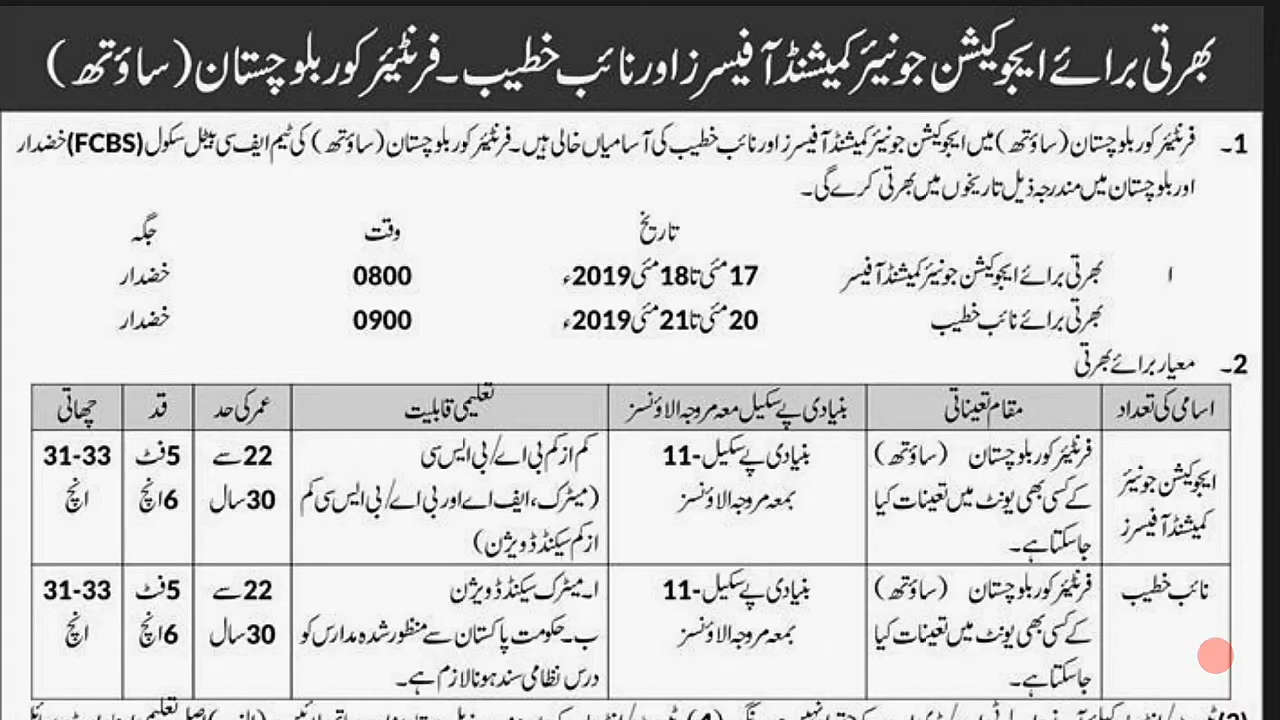 بھرتی برائے ایجوکیشن جونیئر کمیشنڈ آفیسرز اور نائب خطیب۔ فرنٹیئر کور بلوچستان (ساؤتھ)
1۔ فرنٹیئر کور بلوچستان (ساؤتھ) میں ایجوکیشن جونیئر کمیشنڈ آفیسرز اور نائب خطیب کی آسامیاں خالی ہیں۔ فرنٹیئر کور بلوچستان (ساؤتھ) کی ٹیم ایف سی بیٹل سکول (FCBS) خضدار
اور بلوچستان میں مندرجہ ذیل تاریخوں میں بھرتی کرے گی۔
تاریخ وقت جگہ
ا بھرتی برائے ایجوکیشن جونیئر کمیشنڈ آفیسر 17 مئی تا 18 مئی 2019ء 0800 خضدار
بھرتی برائے نائب خطیب 20 مئی تا 21 مئی 2019ء 0900 خضدار
2۔ معیار برائے بھرتی
اسامی کی تعداد مقام تعیناتی بنیادی پے سکیل معہ مروجہ الاؤنسز تعلیمی قابلیت عمر کی حد قد چھاتی
ایجوکیشن جونیئر
کمیشنڈ آفیسرز
فرنٹیئر کور بلوچستان (ساؤتھ)
کے کسی بھی یونٹ میں تعینات کیا
جاسکتا ہے۔
بنیادی پے سکیل-11
بمعہ مروجہ الاؤنسز
کم از کم بی اے/بی ایس سی
(میٹرک، ایف اے اور بی اے/بی ایس سی کم
از کم سیکنڈ ڈویژن)
22 سے
30 سال
5 فٹ
6 انچ
31-33
انچ
نائب خطیب
فرنٹیئر کور بلوچستان (ساؤتھ)
کے کسی بھی یونٹ میں تعینات کیا
جاسکتا ہے۔
بنیادی پے سکیل-11
بمعہ مروجہ الاؤنسز
ا۔ میٹرک سیکنڈ ڈویژن
ب۔ حکومت پاکستان سے منظور شدہ مدارس کو
درس نظامی سند ہونا لازم ہے۔
22 سے
30 سال
5 فٹ
6 انچ
31-33
انچ